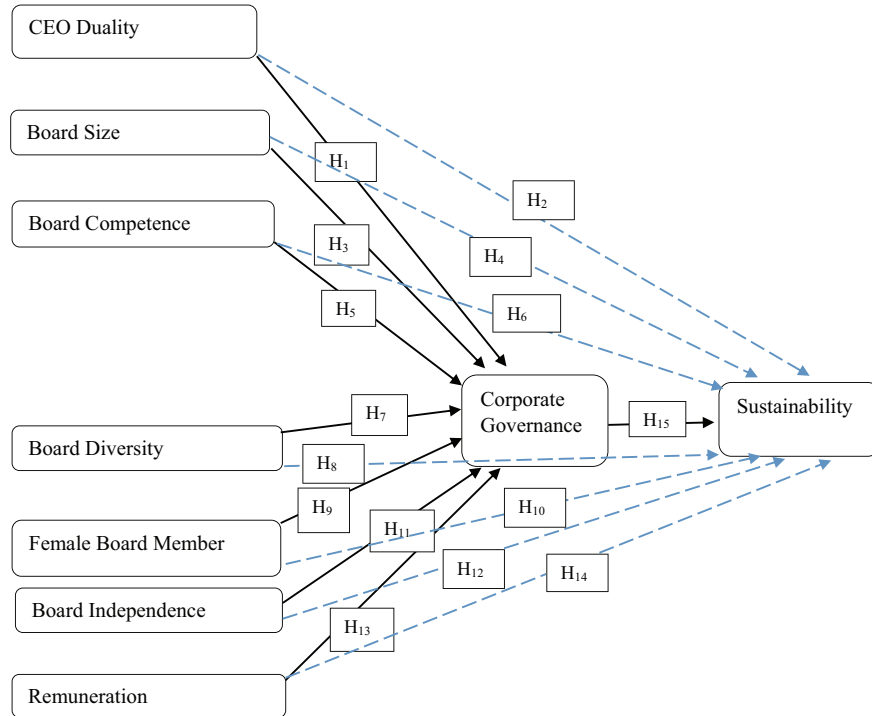 CEO Duality
Board Size
H₁
Board Competence
H₂
H₃
H₄
H₅
H₆
Corporate
Governance
Sustainability
H₇
H₁₅
Board Diversity
H₈
H₉
H₁₀
Female Board Member
H₁₁
H₁₂
H₁₄
Board Independence
H₁₃
Remuneration